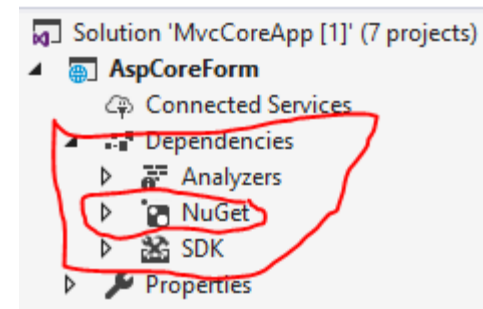 Solution 'MvcCoreApp [1]' (7 projects)
AspCoreForm
Connected Services
Dependencies
Analyzers
NuGet
SDK
Properties